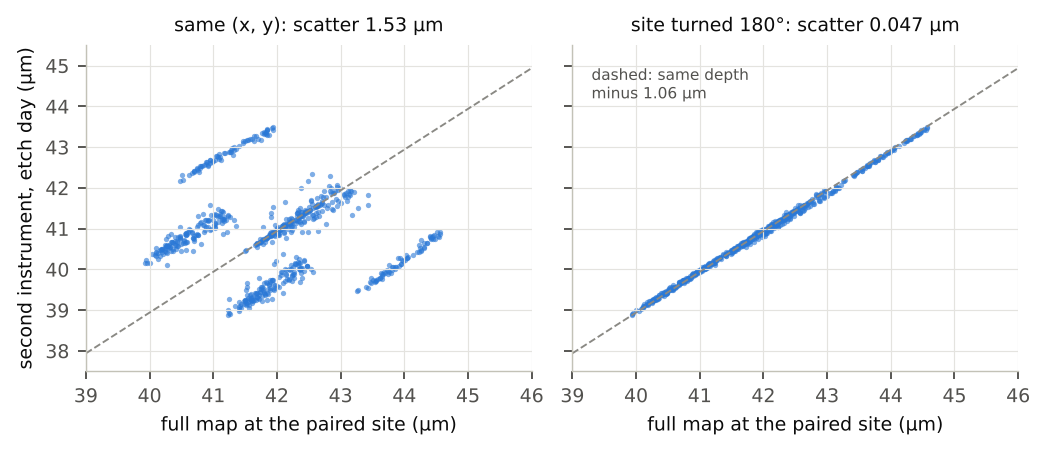 same (x, y): scatter 1.53 µm
second instrument, etch day (µm)
45
44
43
42
41
40
39
38
39 40 41 42 43 44 45 46
full map at the paired site (µm)
site turned 180°: scatter 0.047 µm
dashed: same depth
minus 1.06 µm
39 40 41 42 43 44 45 46
full map at the paired site (µm)